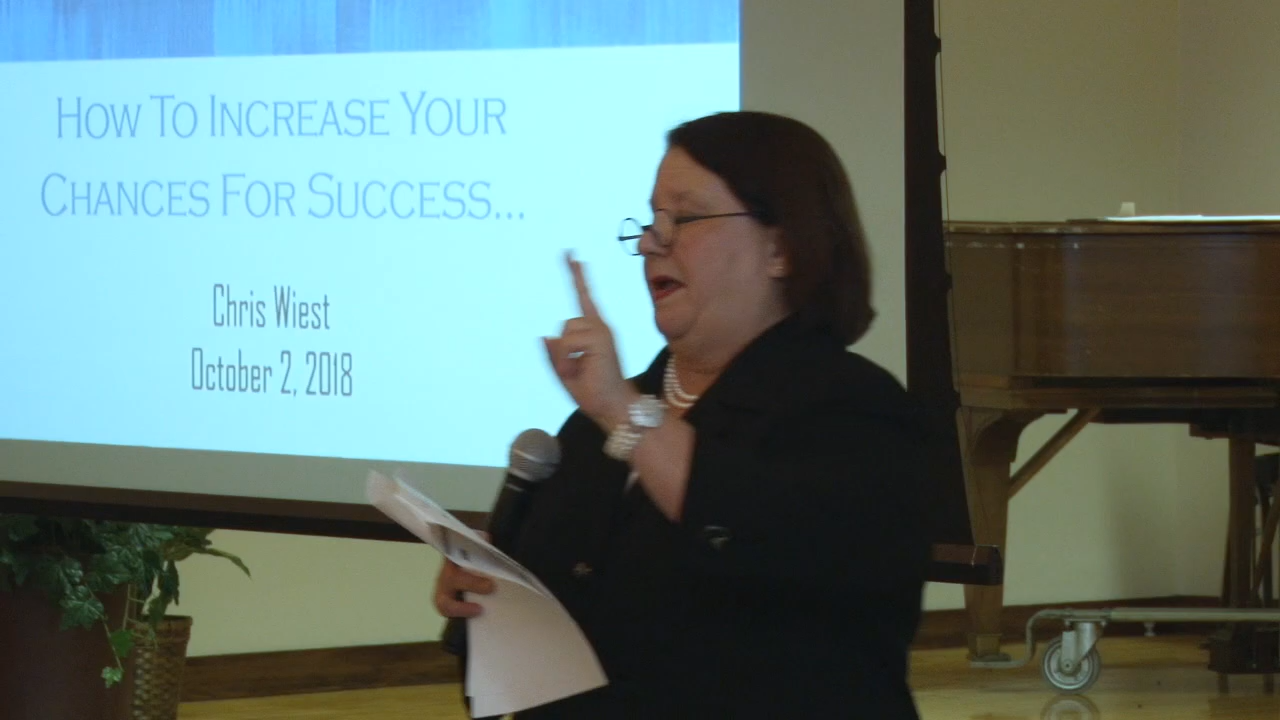 How To Increase Your
Chances For Success...
Chris Wiest
October 2, 2018